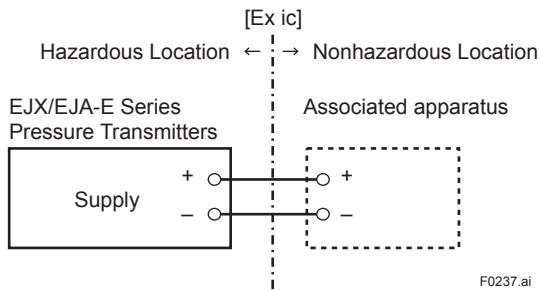 [Ex ic]
Hazardous Location ← → Nonhazardous Location
EJX/EJA-E Series
Pressure Transmitters
Associated apparatus
Supply
+
–
+
–
F0237.ai